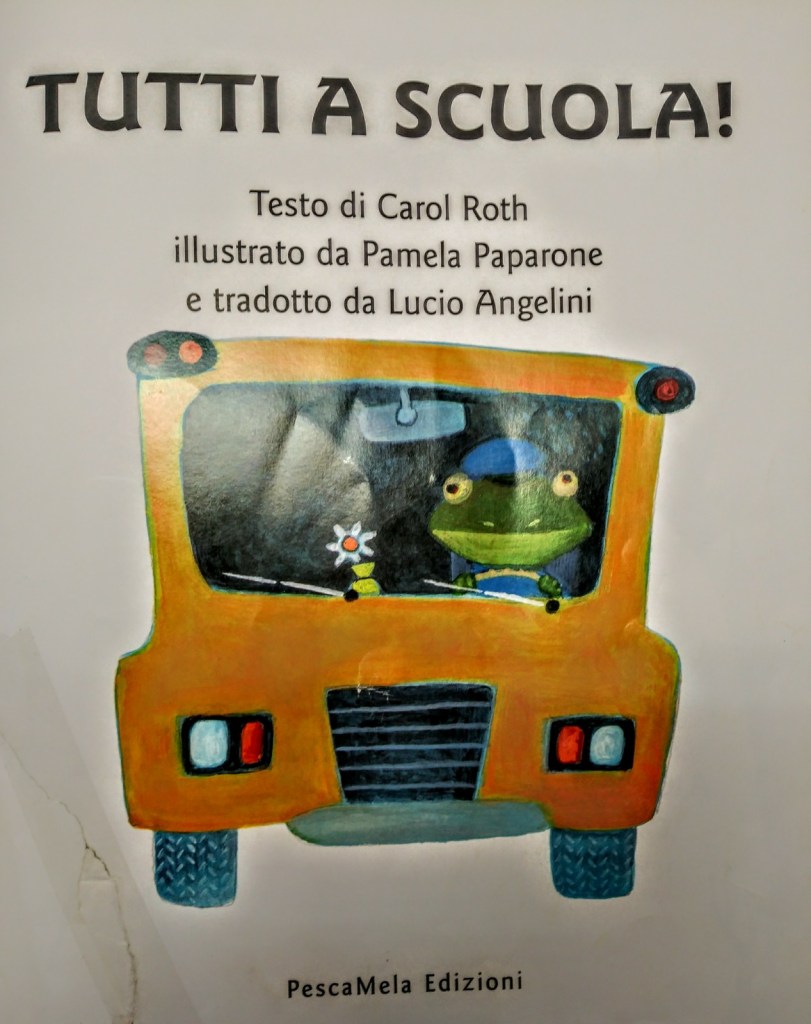 TUTTI A SCUOLA!
Testo di Carol Roth
illustrato da Pamela Paparone
e tradotto da Lucio Angelini
PescaMela Edizioni